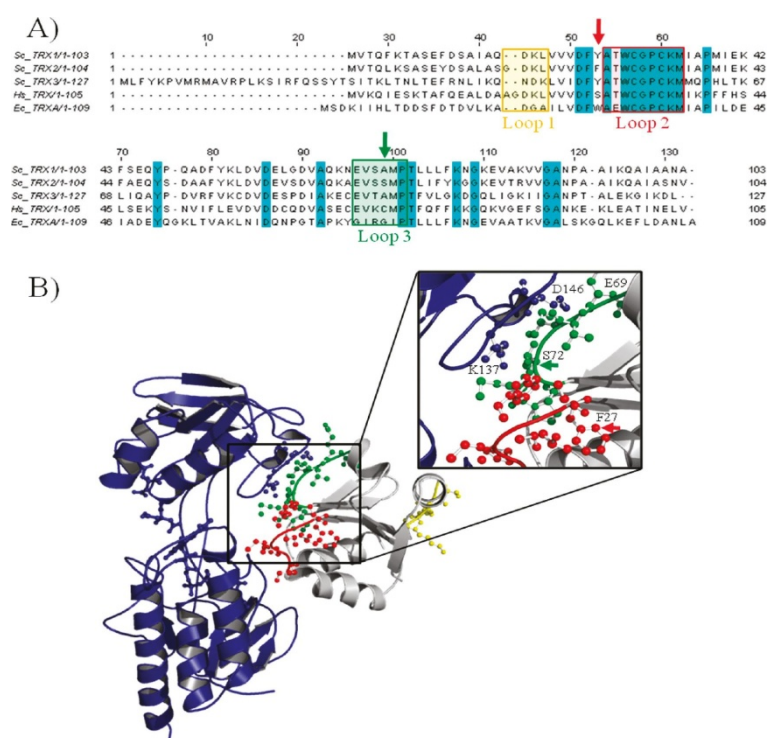 A)
10 20 30 40 50 60
Sc_TRX1/1-103 1 - - - - - - - - - - - - - - - - - - - - - - - - - MVTQFKTASEFDSAIAQ - - DKLVVVDFYATWCGPCKMIAPMIEK 42
Sc_TRX2/1-104 1 - - - - - - - - - - - - - - - - - - - - - - - - - MVTQLKSASEYDSALASG - DKLVVVDFFATWCGPCKMIAPMIEK 43
Sc_TRX3/1-127 1 MLFYKPVMRMAVRPLKSIRFQSSYTSITKLTNLTEFRNLIKQ - NDKLVIDFYATWCGPCKMMQPHLTK 67
Hs_TRX/1-105 1 - - - - - - - - - - - - - - - - - - - - - - - - - MVKQIESKTAFQEALDAAGDKLVVVDFSATWCGPCKMIKPFFHS 44
Ec_TRXA/1-109 1 - - - - - - - - - - - - - - - - - - - - - - MSDKIIHLTDDSFDTDVLKA - - DGAILVDFWAEWCGPCKMIAPILDE 45
Loop 1 Loop 2
70 80 90 100 110 120 130
Sc_TRX1/1-103 43 FSEQYP - QADFYKLDVDELGDVAQKNEVSAMPTLLLFKNGKEVAKVVGANPA - AIKQAIAANA - 103
Sc_TRX2/1-104 44 FAEQYS - DAAFYKLDVDEVSDVAQKAEVSSMPTLIFYKGGKEVTRVVGANPA - AIKQAIASNV - 104
Sc_TRX3/1-127 68 LIQAYP - DVRFVKCDVDESPDIAKECEVTAMPTFVLGKDGQLIGKIIGANPT - ALEKGIKDL - 127
Hs_TRX/1-105 45 LSEKYS - NVIFLEVDVDDCQDVASECEVKCMPTFQFFKKGQKVGEFSGANKE - KLEATINELV - 105
Ec_TRXA/1-109 46 IADEYQGKLTVAKLNIDQNPGTAPKYGIRGIPTLLLFKNGEVAATKVGALSKGQLKEFLDANLA 109
Loop 3
B)
D146 E69
S72
K137
F27